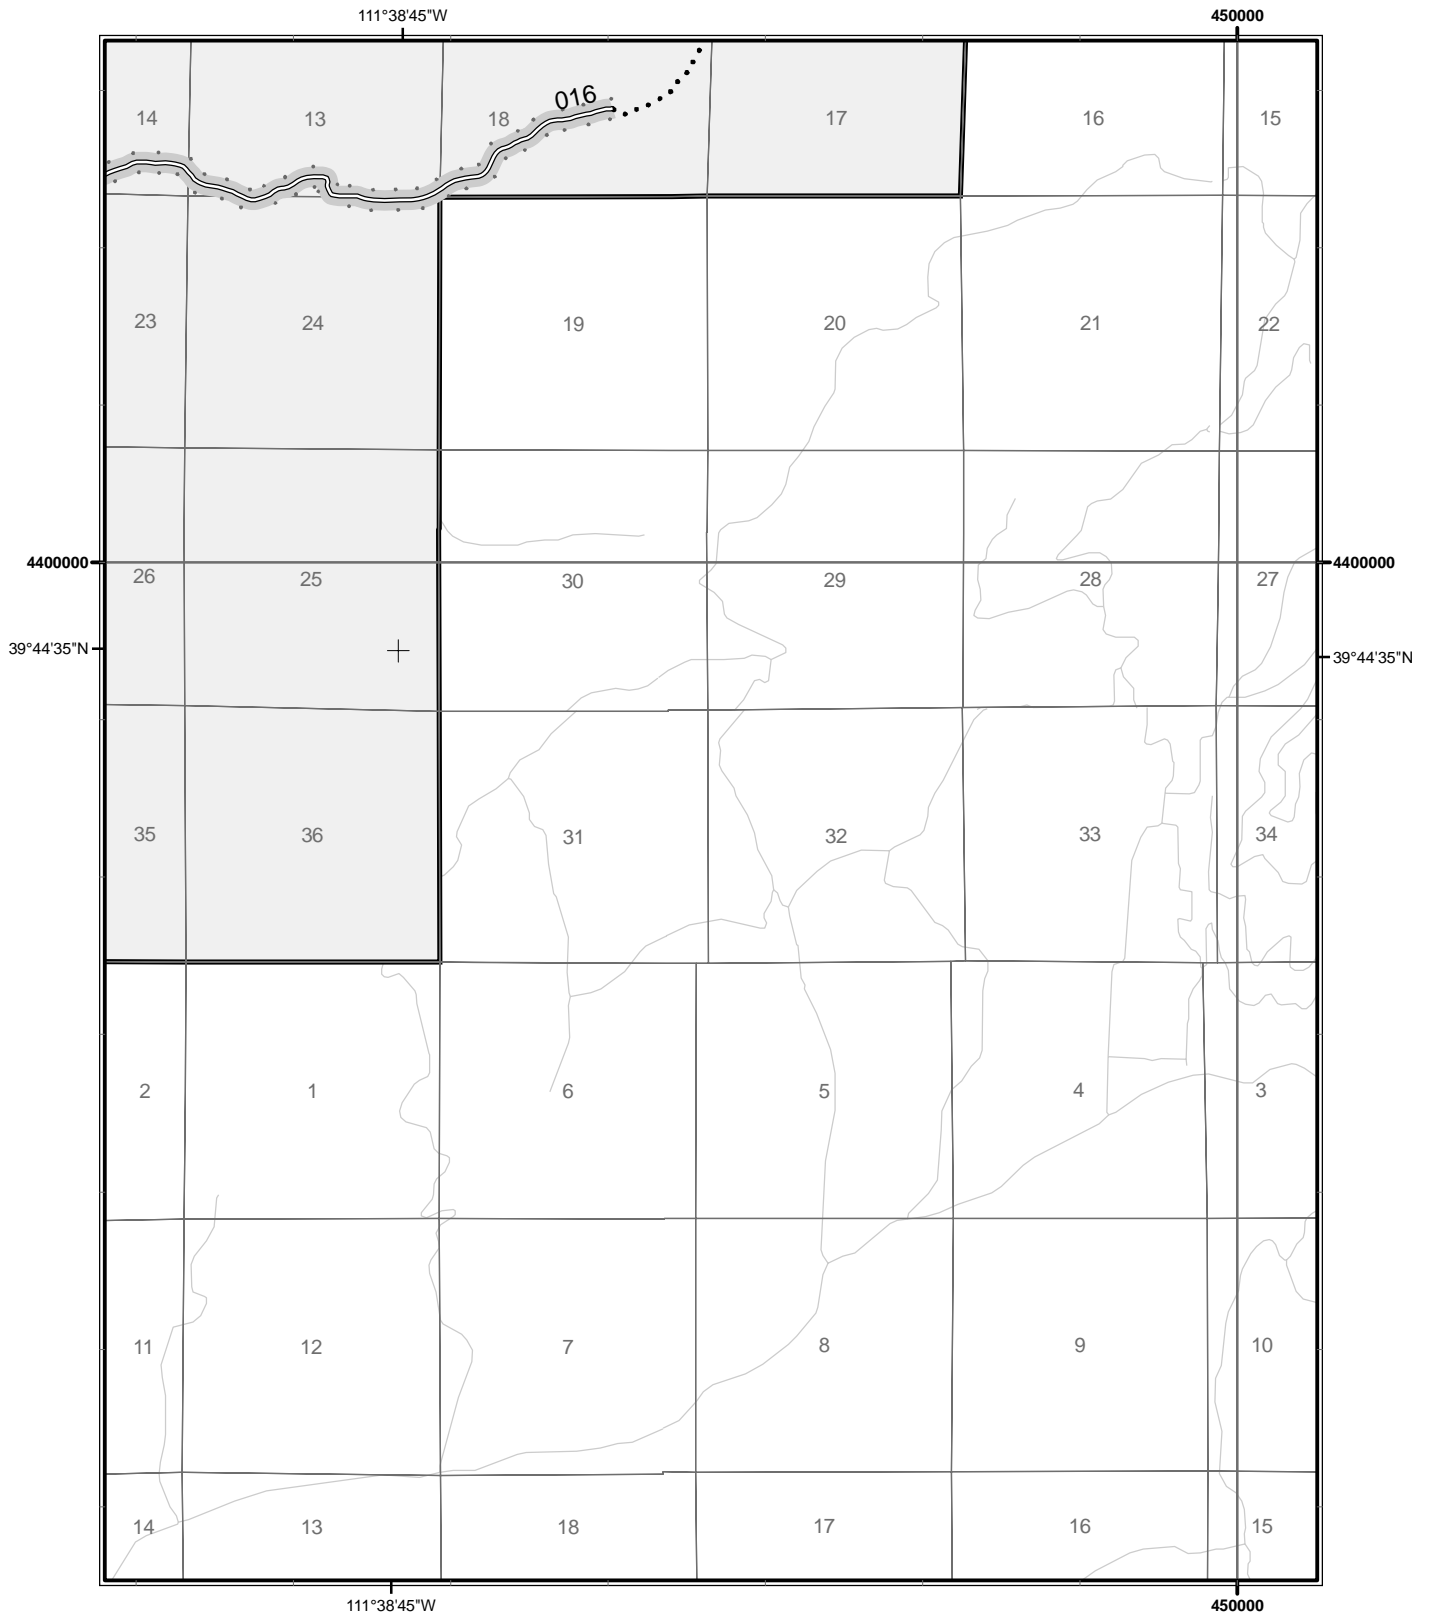 111°38'45"W 450000
016
14 13 18 17 16 15
23 24 19 20 21 22
4400000 4400000
26 25 30 29 28 27
39°44'35"N 39°44'35"N
35 36 31 32 33 34
2 1 6 5 4 3
11 12 7 8 9 10
14 13 18 17 16 15
111°38'45"W 450000